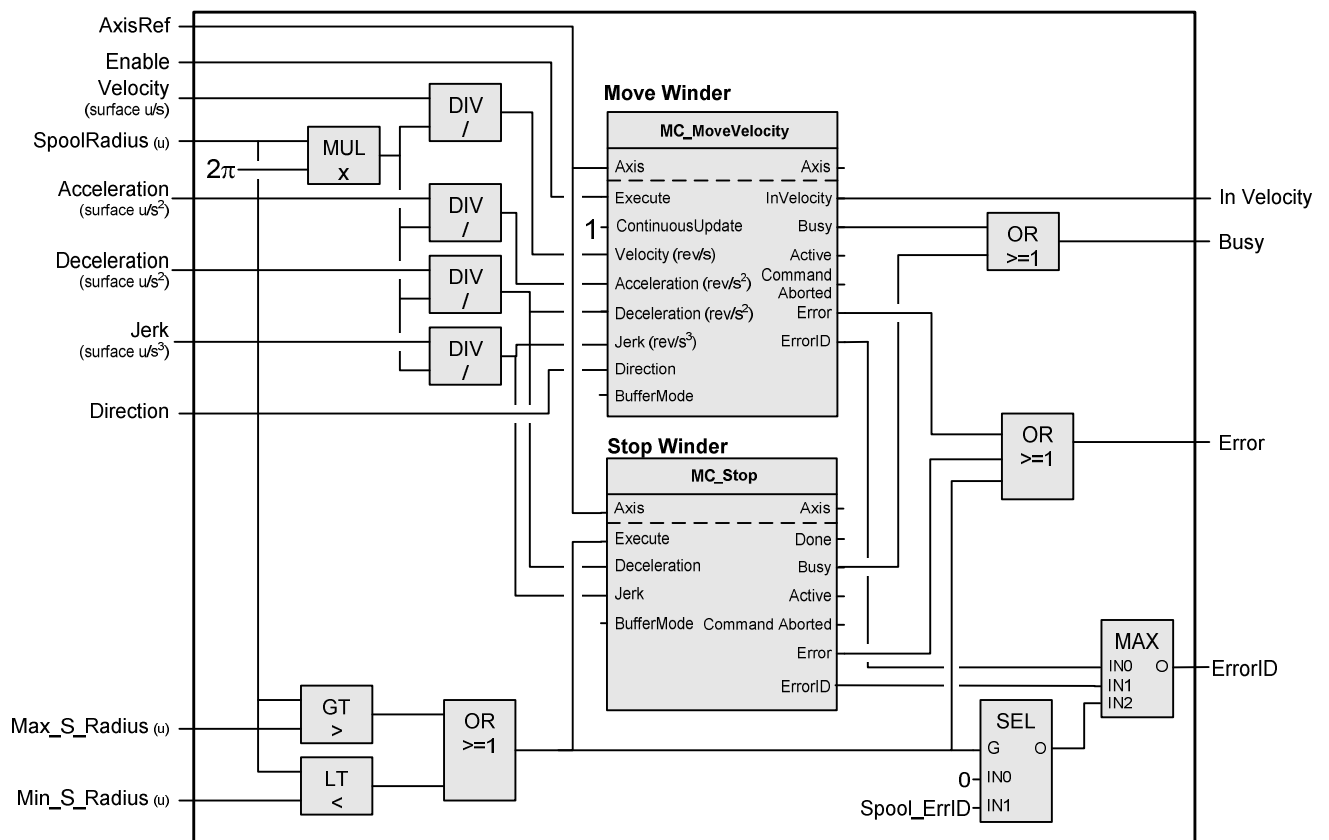 AxisRef
Enable
Velocity
(surface u/s)
SpoolRadius (u)
2π
Acceleration
(surface u/s²)
Deceleration
(surface u/s²)
Jerk
(surface u/s³)
Direction
MUL
x
DIV
/
DIV
/
DIV
/
DIV
/
Move Winder
MC_MoveVelocity
Axis Axis
Execute InVelocity
1 ContinuousUpdate Busy
Velocity (rev/s) Active
Acceleration (rev/s²) Command
Aborted
Deceleration (rev/s²) Error
Jerk (rev/s³) ErrorID
Direction
BufferMode
OR
>=1
In Velocity
Busy
Stop Winder
MC_Stop
Axis Axis
Execute Done
Deceleration Busy
Jerk Active
BufferMode Command Aborted
Error
ErrorID
OR
>=1
Error
Max_S_Radius (u)
Min_S_Radius (u)
GT
>
LT
<
OR
>=1
SEL
G O
0 IN0
Spool_ErrID IN1
MAX
IN0 O
IN1
IN2
ErrorID